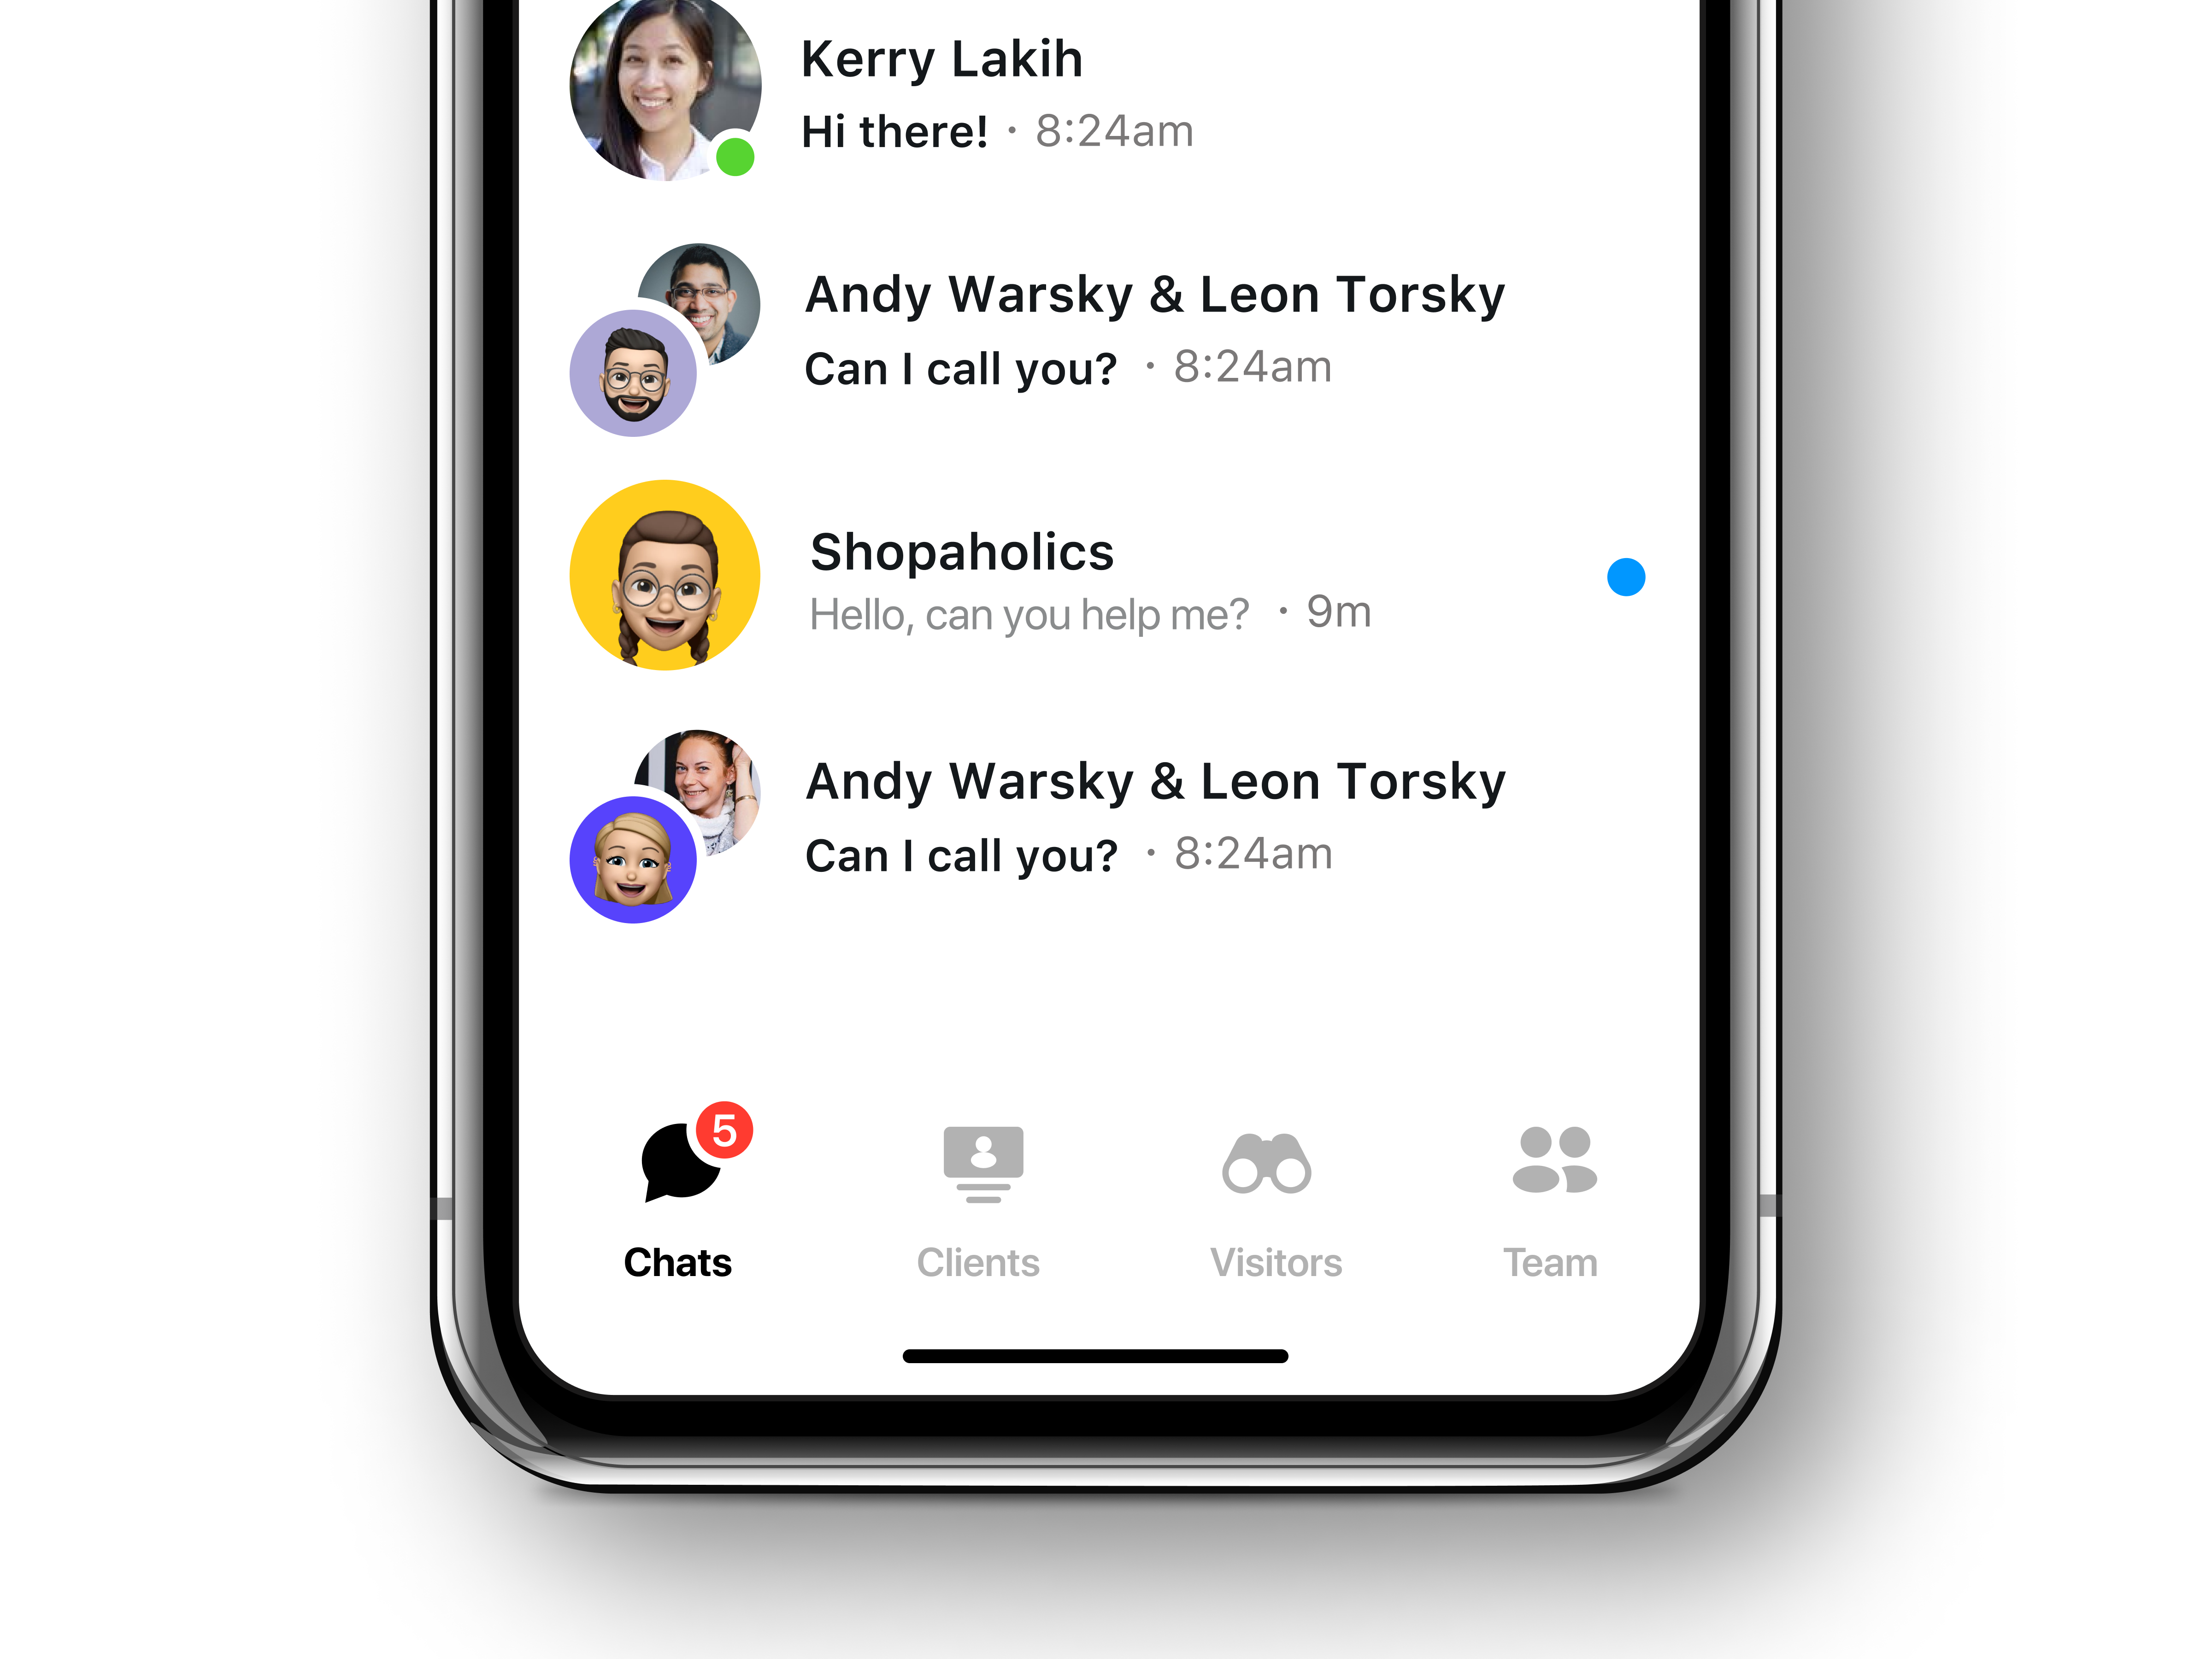 Kerry Lakih
Hi there! · 8:24am
Andy Warsky & Leon Torsky
Can I call you? · 8:24am
Shopaholics
Hello, can you help me? · 9m
Andy Warsky & Leon Torsky
Can I call you? · 8:24am
5
Chats Clients Visitors Team